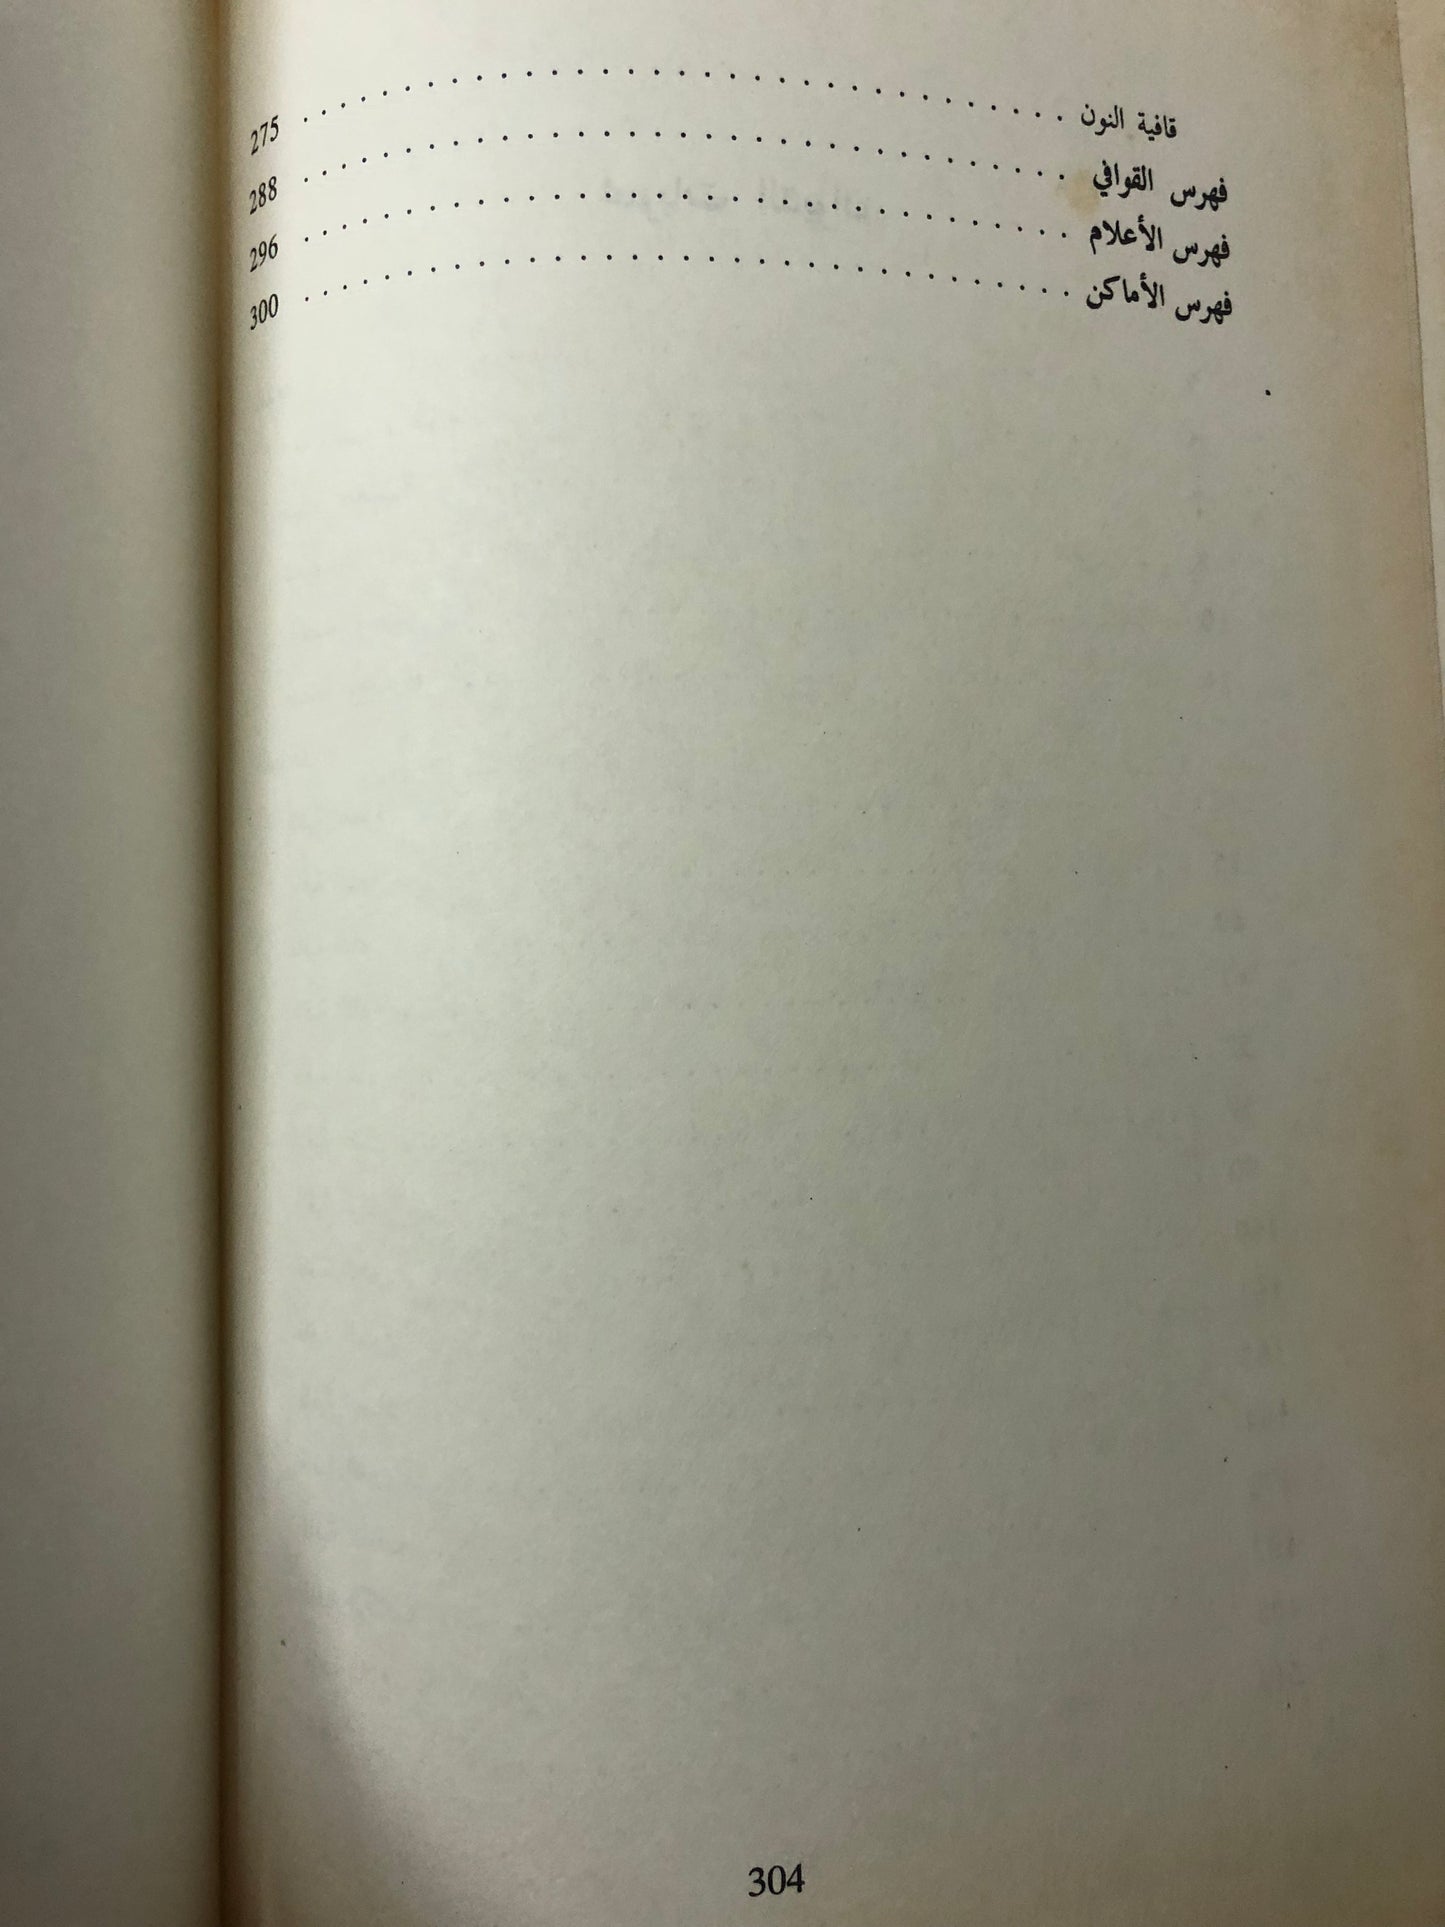 قافية النون . . . . . . . . . . . . . . . . . . . . . . . . . . . . . . . . . . 275
فهرس القوافي . . . . . . . . . . . . . . . . . . . . . . . . . . . . . . . . . . 288
فهرس الأعلام . . . . . . . . . . . . . . . . . . . . . . . . . . . . . . . . . . 296
فهرس الأماكن . . . . . . . . . . . . . . . . . . . . . . . . . . . . . . . . . . 300
304